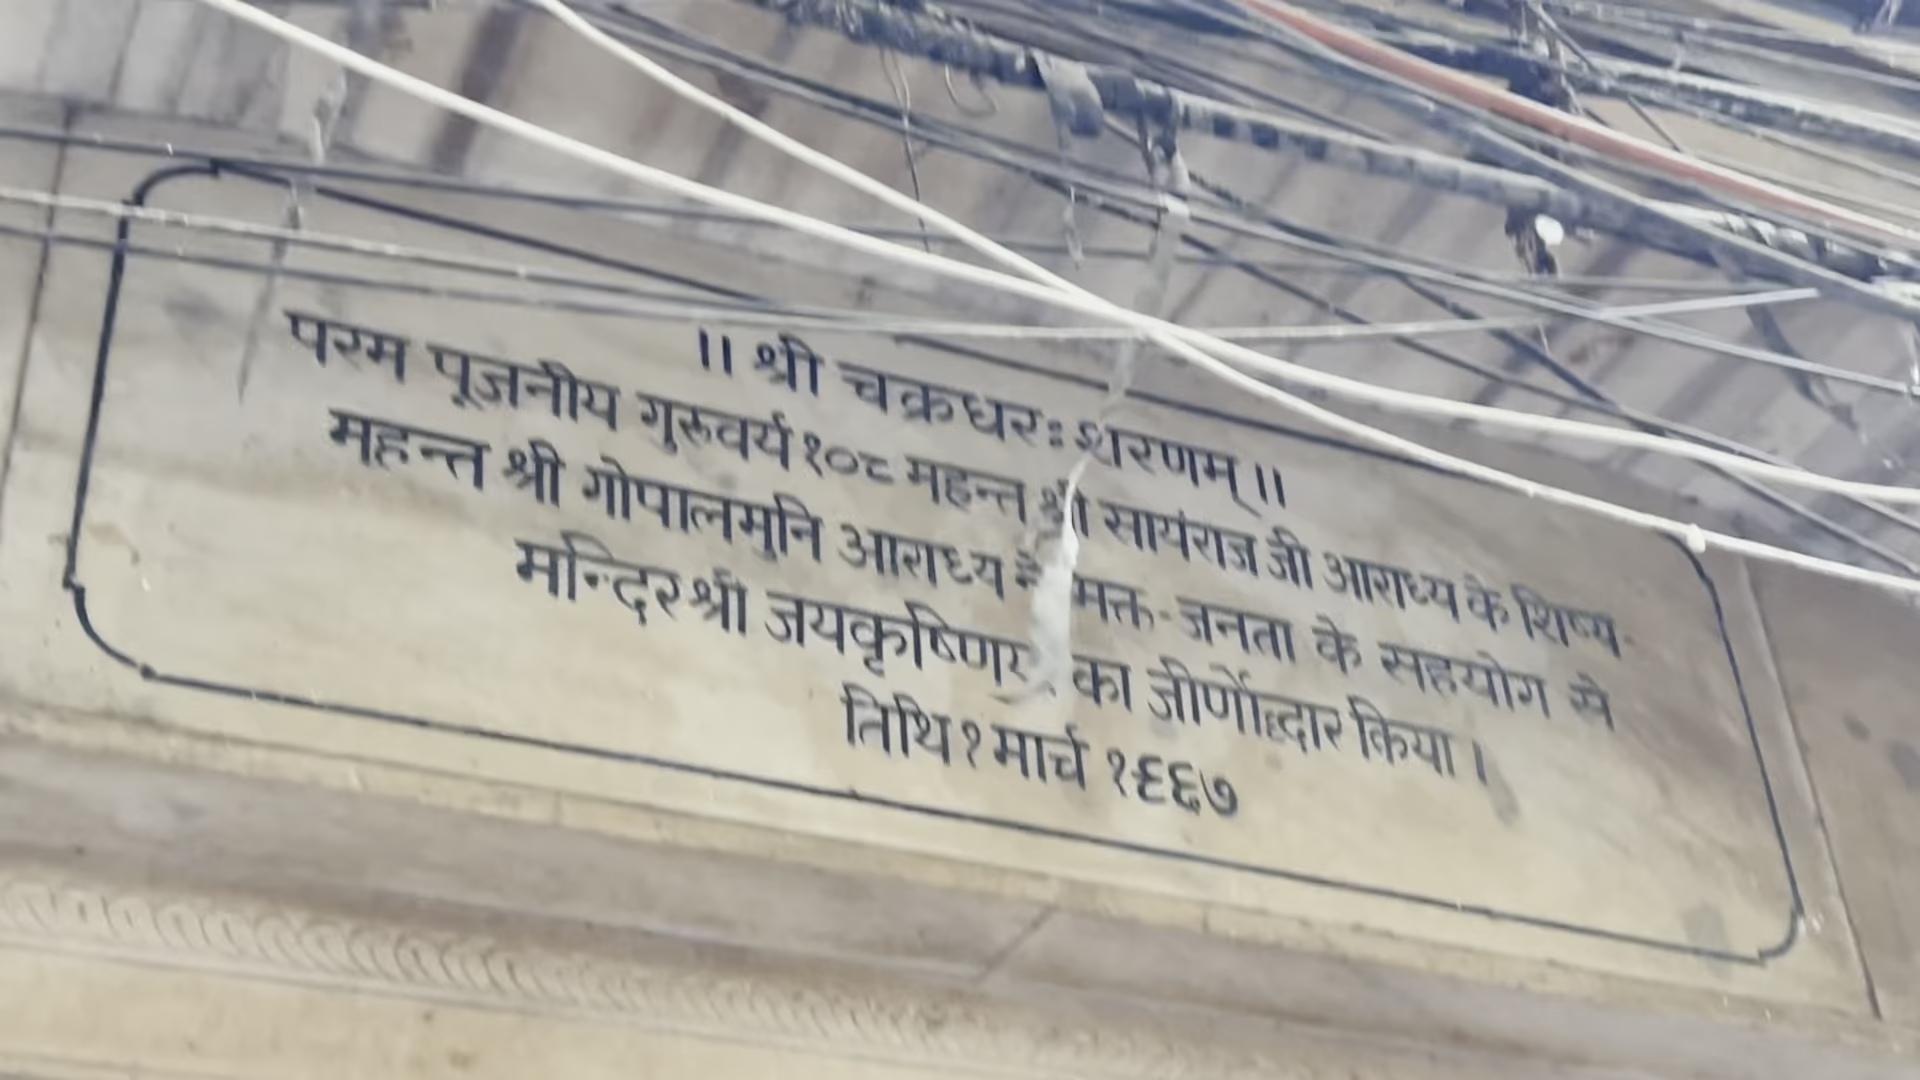 ॥ श्री चक्रधरः शरणम् ॥
परम पूजनीय गुरुवर्य १०८ महन्त श्री सायंराज जी आराध्य के शिष्य-
महन्त श्री गोपालमुनि आराध्य ने भक्त-जनता के सहयोग से
मन्दिर श्री जयकृष्णि का जीर्णोद्धार किया।
तिथि १ मार्च १९६७